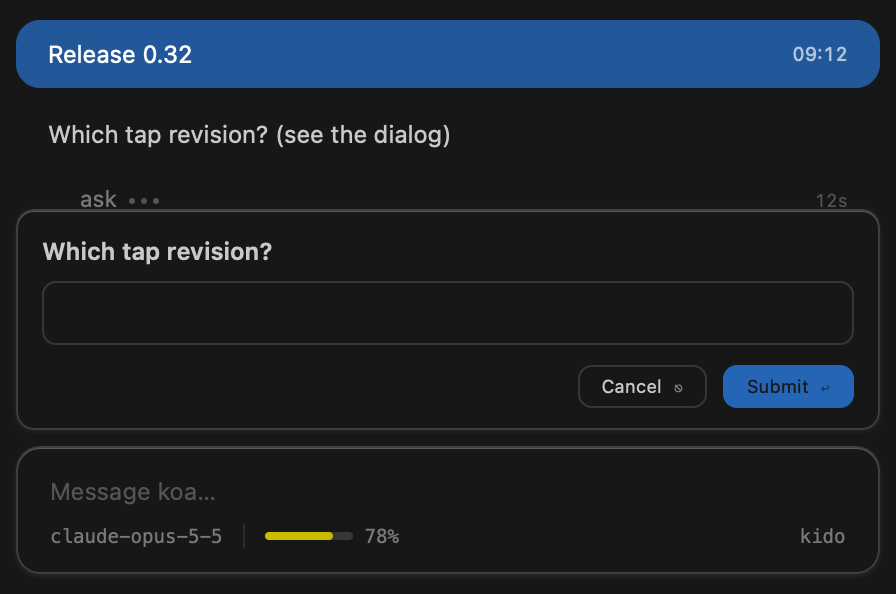 Release 0.32 09:12
Which tap revision? (see the dialog)
ask ••• 12s
Which tap revision?
Cancel ⎋
Submit ↩
Message koa...
claude-opus-5-5 78% kido